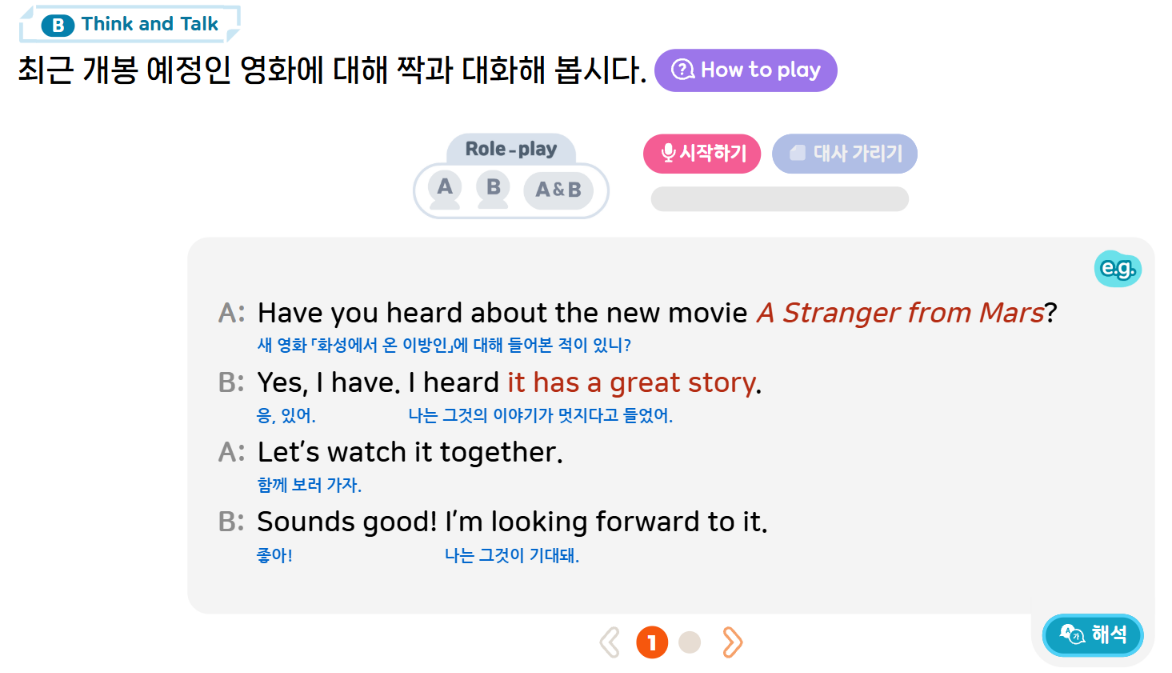 B Think and Talk
최근 개봉 예정인 영화에 대해 짝과 대화해 봅시다. How to play
Role-play
A B A&B
시작하기 대사 가리기
e.g.
A: Have you heard about the new movie A Stranger from Mars?
새 영화 「화성에서 온 이방인」에 대해 들어본 적이 있니?
B: Yes, I have. I heard it has a great story.
응, 있어. 나는 그것의 이야기가 멋지다고 들었어.
A: Let's watch it together.
함께 보러 가자.
B: Sounds good! I'm looking forward to it.
좋아! 나는 그것이 기대돼.
1
해석